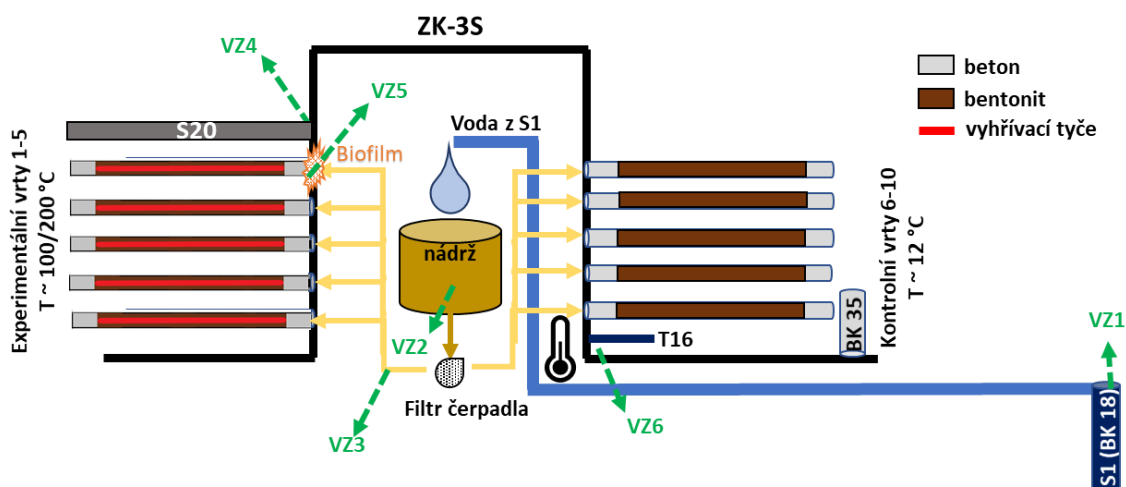 ZK-3S
VZ4
VZ5
beton
bentonit
vyhřívací tyče
S20
Voda z S1
Biofilm
Experimentální vrty 1-5
T ~ 100/200 °C
nádrž
Kontrolní vrty 6-10
T ~ 12 °C
BK 35
T16
VZ1
VZ2
Filtr čerpadla
VZ3
VZ6
S1 (BK 18)